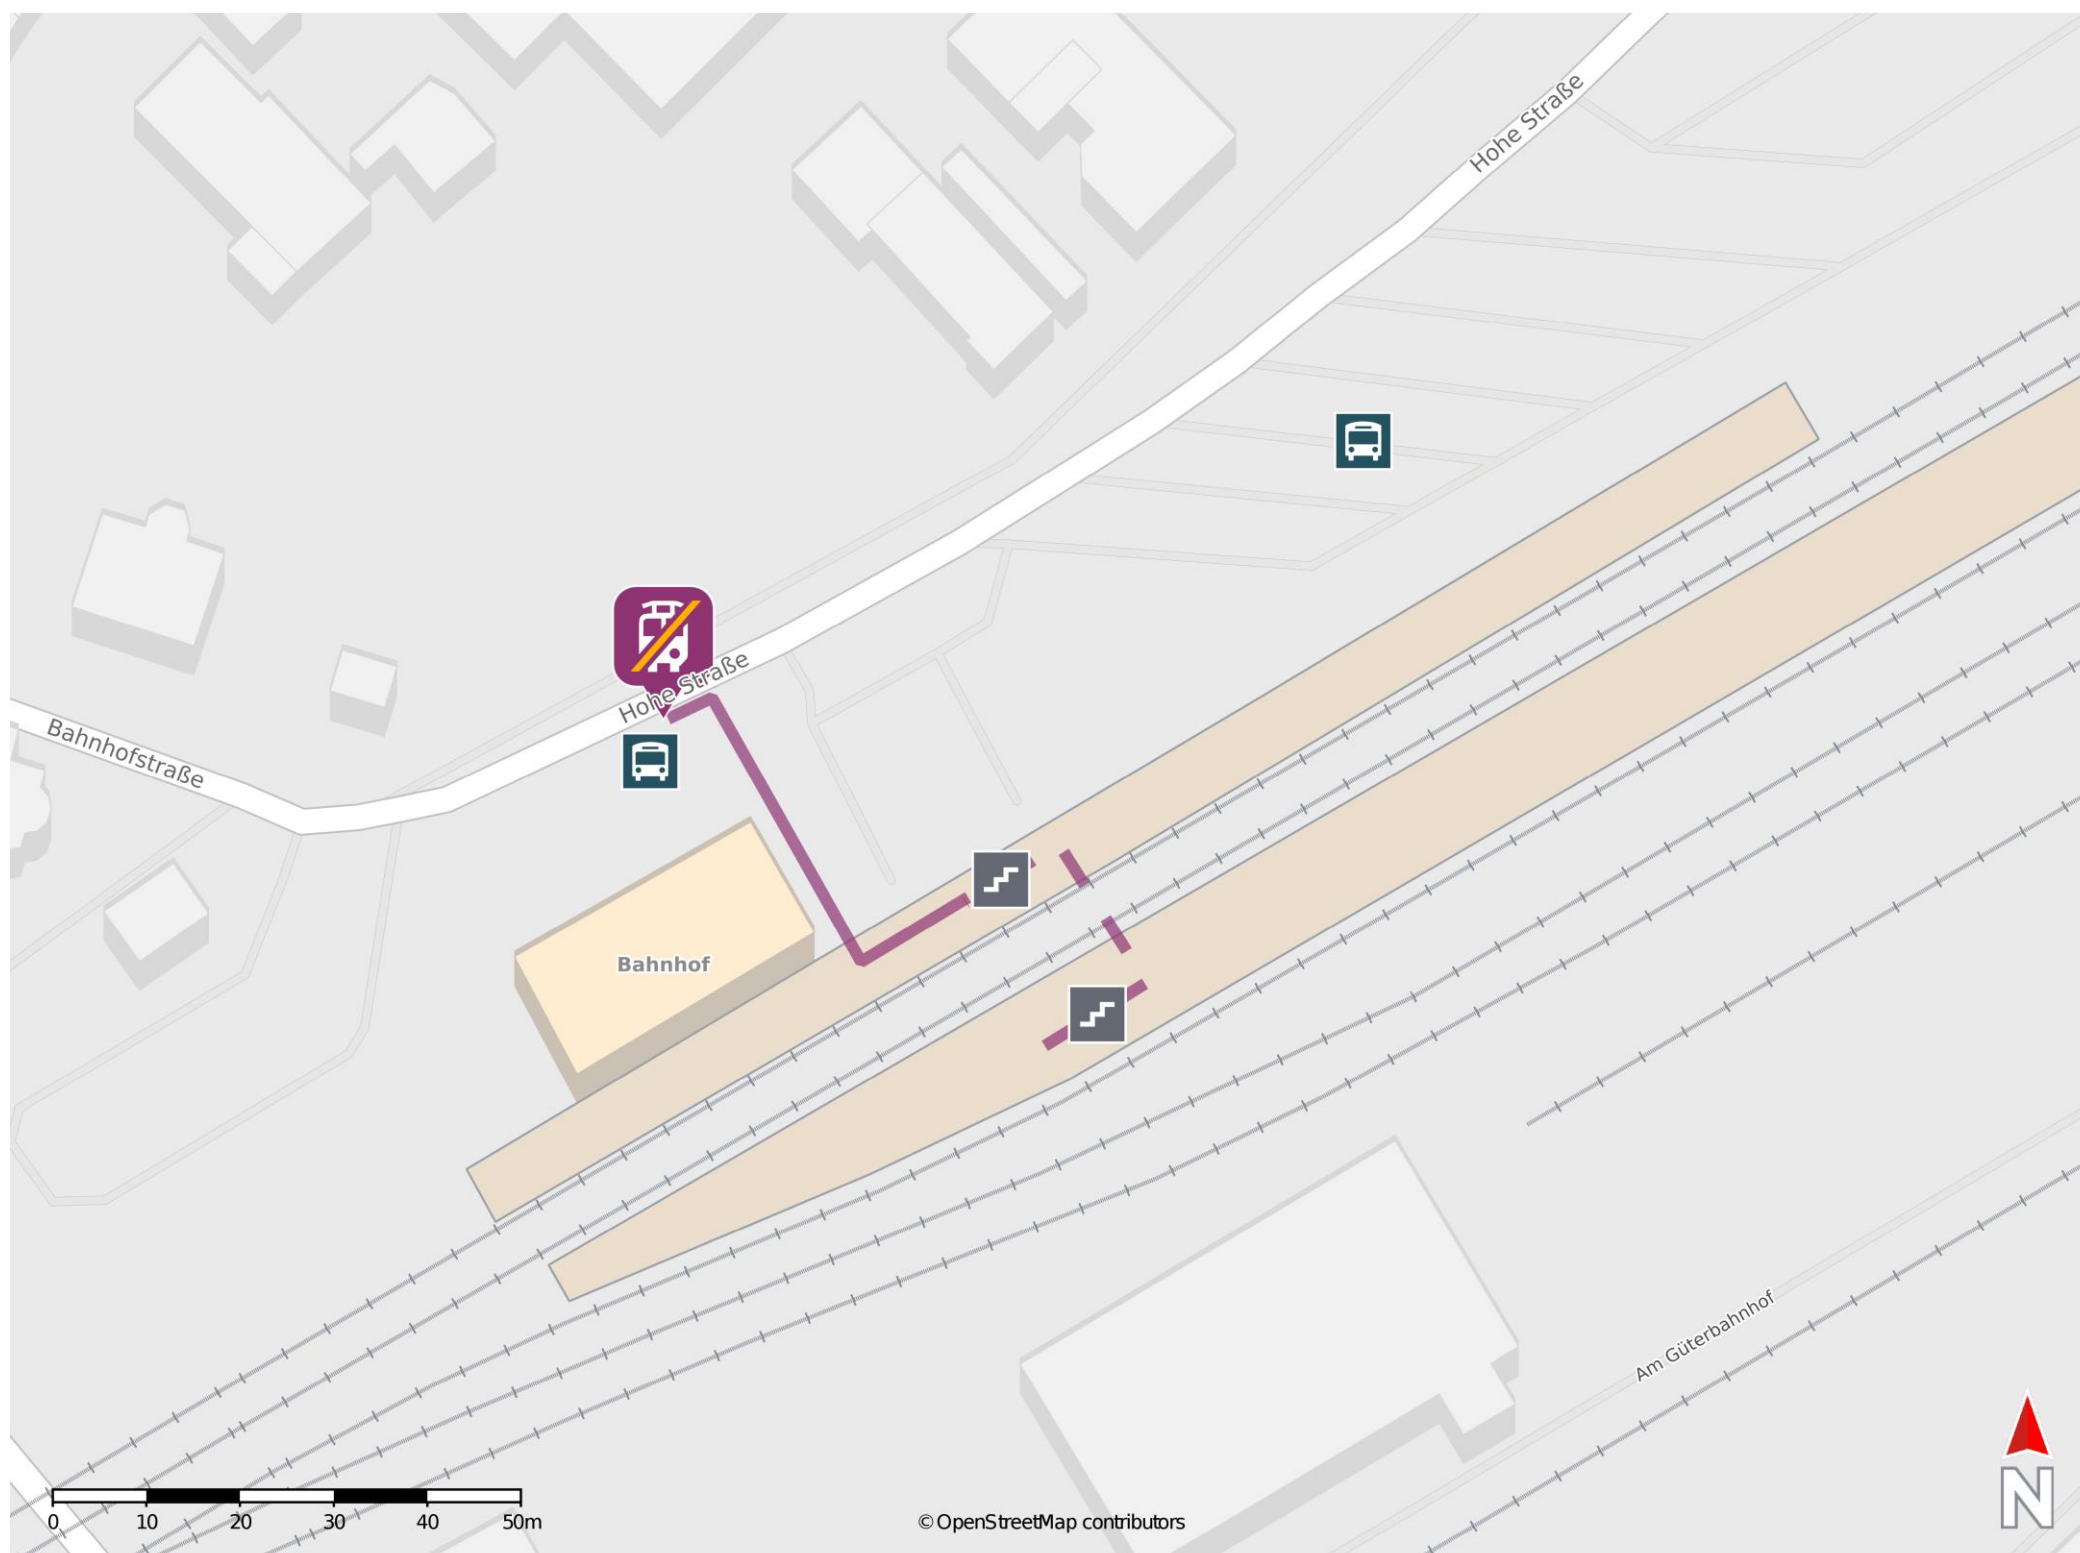 Hohe Straße
Hohe Straße
Bahnhofstraße
Bahnhof
Am Güterbahnhof
N
0 10 20 30 40 50m
© OpenStreetMap contributors